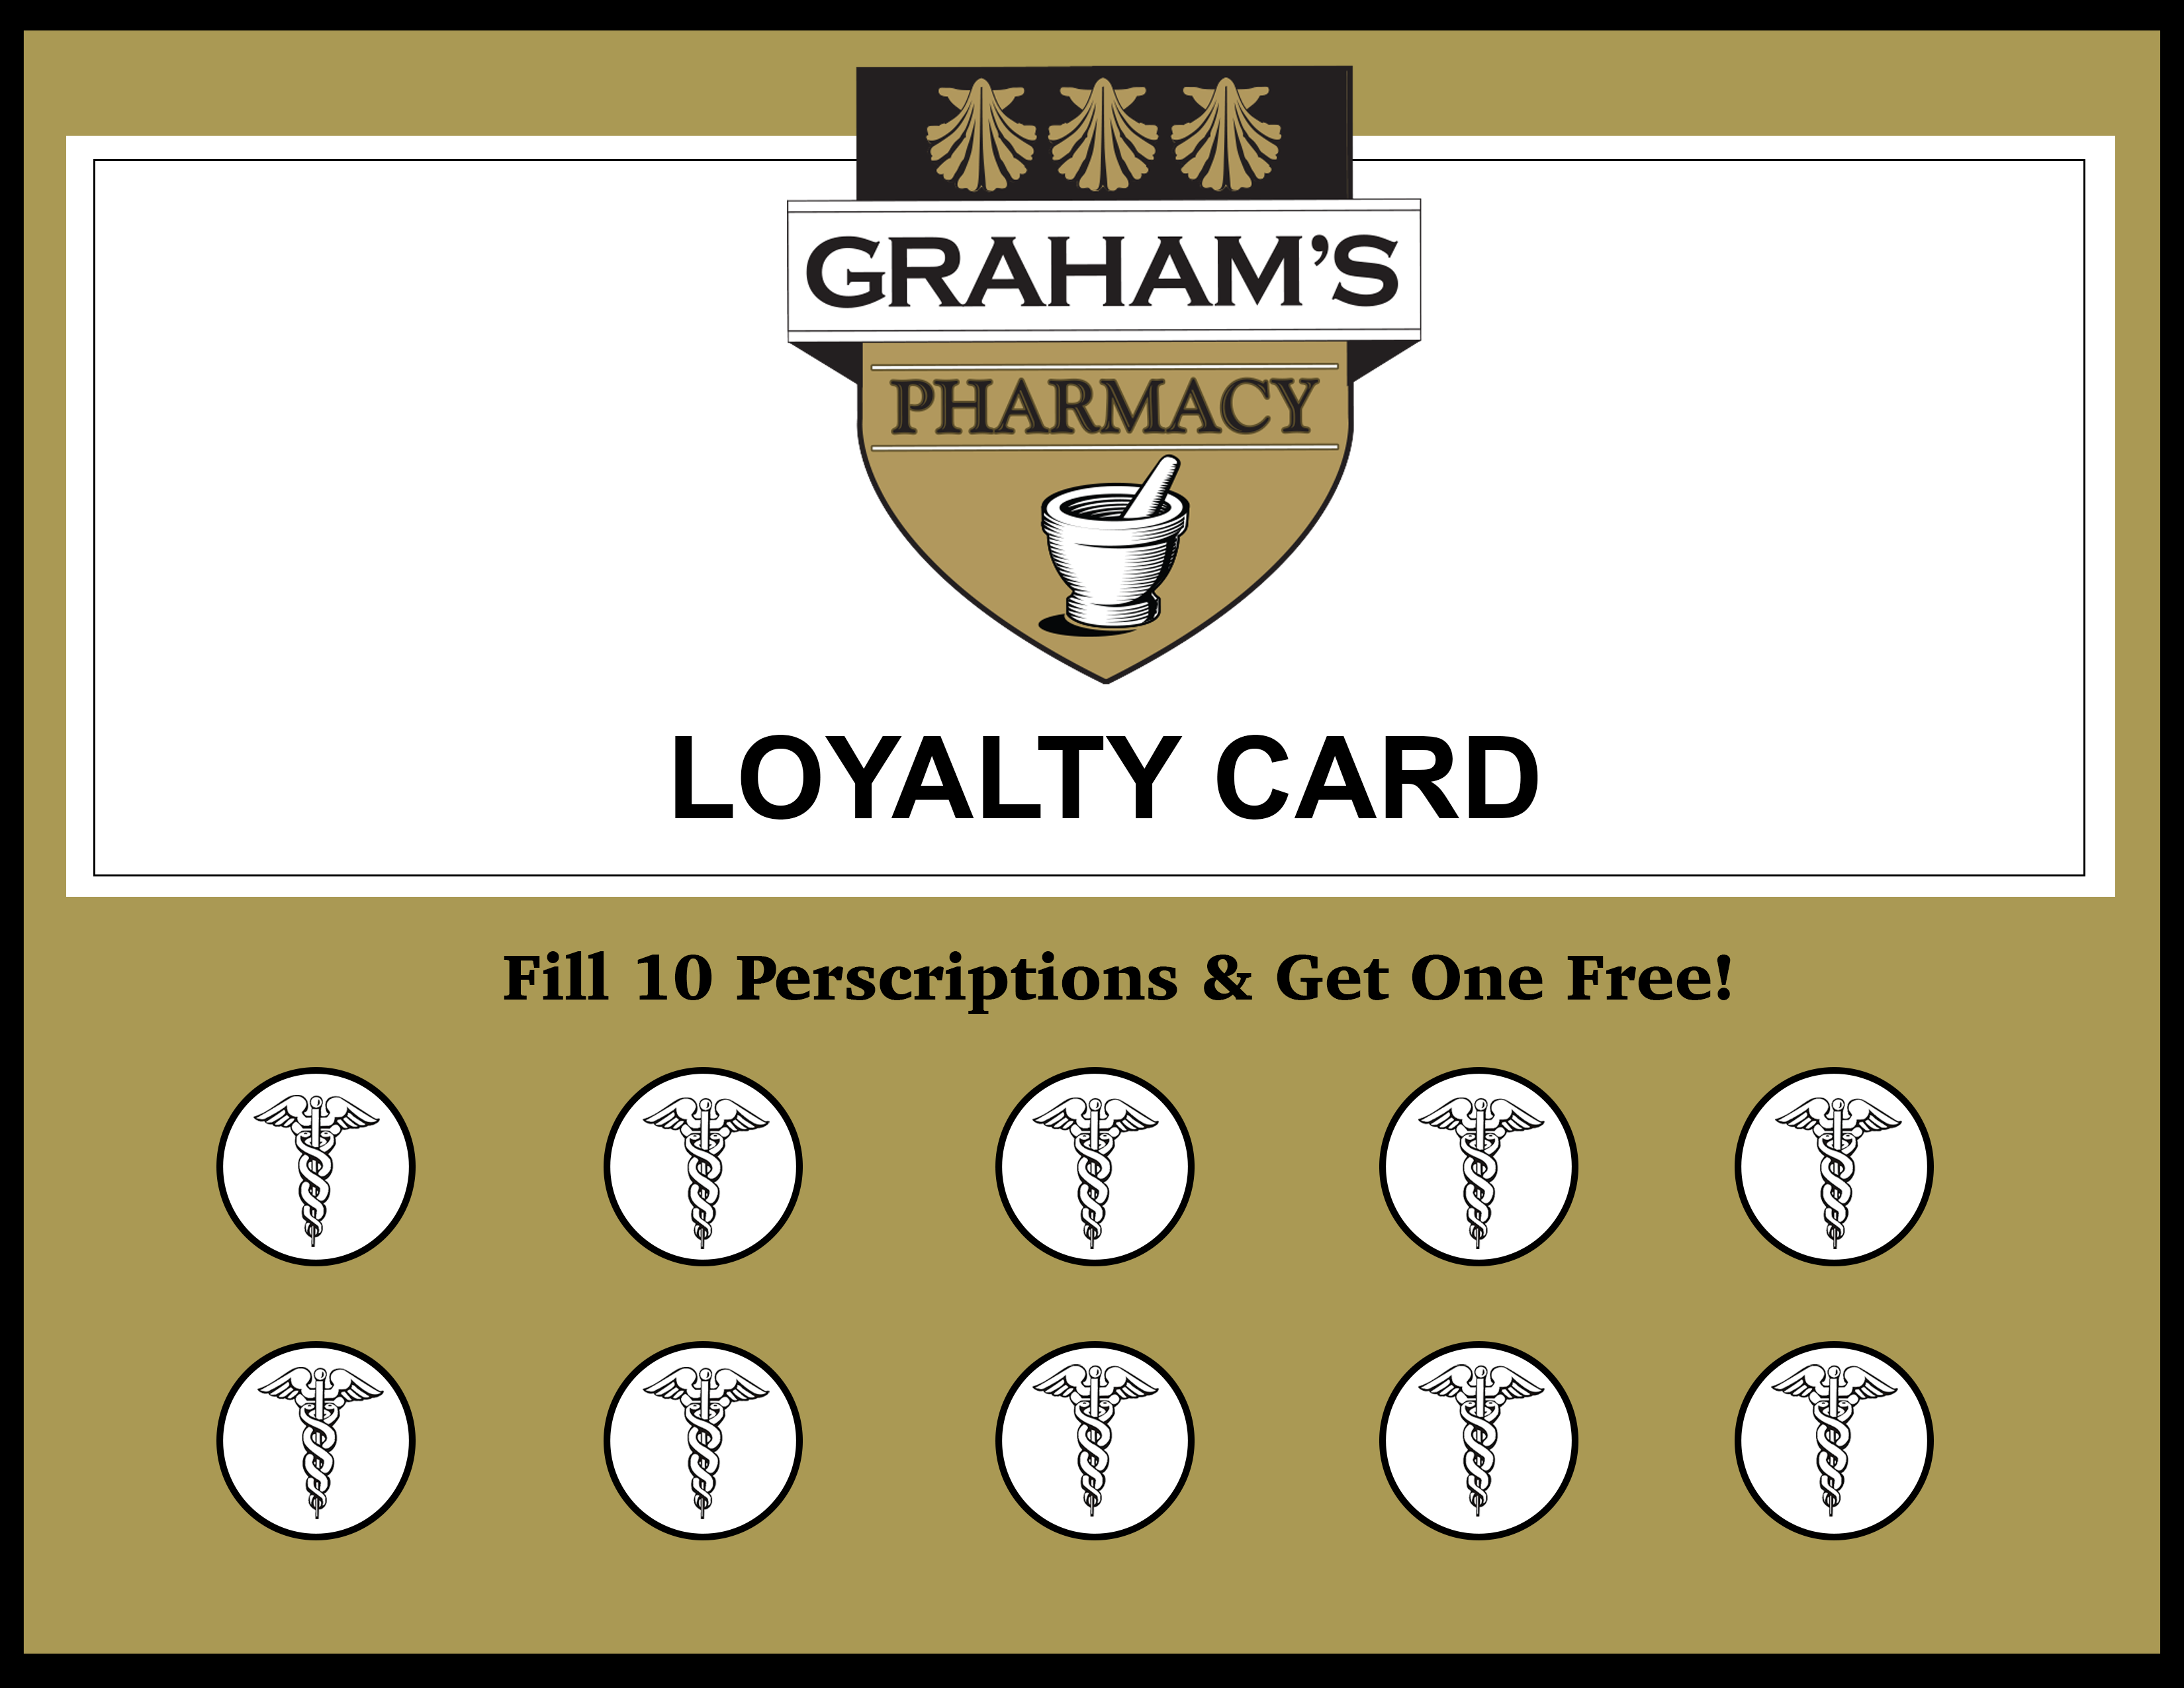 GRAHAM’S
PHARMACY
LOYALTY CARD
Fill 10 Perscriptions & Get One Free!